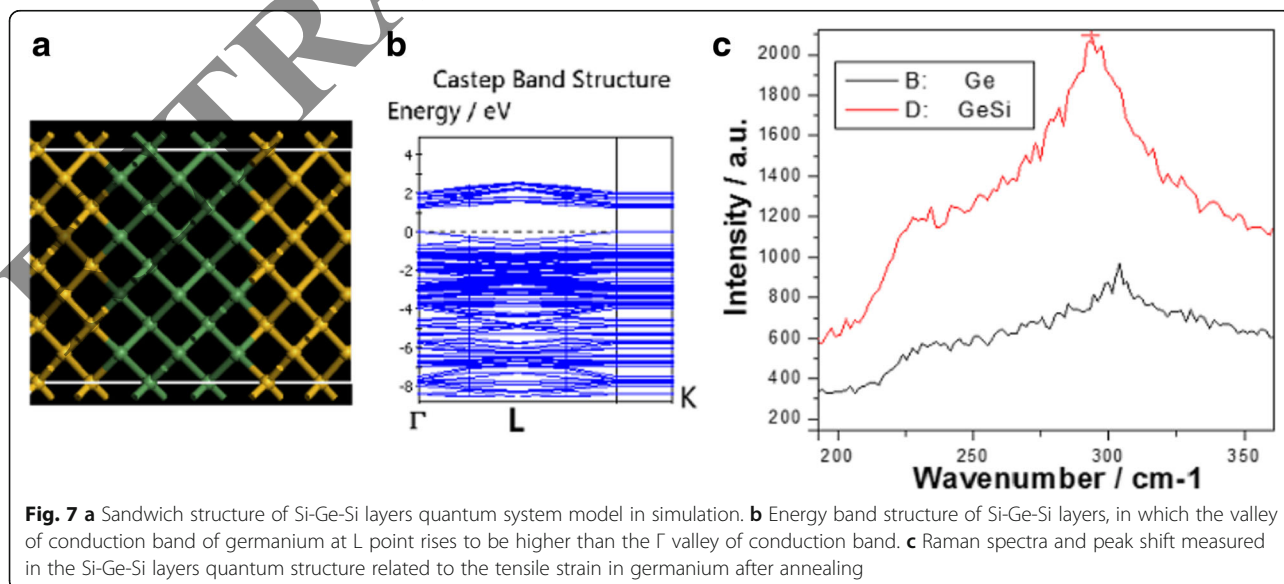 a
b
c
Castep Band Structure
Energy / eV
4
2
0
-2
-4
-6
-8
Γ
L
K
B: Ge
D: GeSi
Intensity / a.u.
2000
1800
1600
1400
1200
1000
800
600
400
200
200
250
300
350
Wavenumber / cm-1
Fig. 7 a Sandwich structure of Si-Ge-Si layers quantum system model in simulation. b Energy band structure of Si-Ge-Si layers, in which the valley
of conduction band of germanium at L point rises to be higher than the Γ valley of conduction band. c Raman spectra and peak shift measured
in the Si-Ge-Si layers quantum structure related to the tensile strain in germanium after annealing